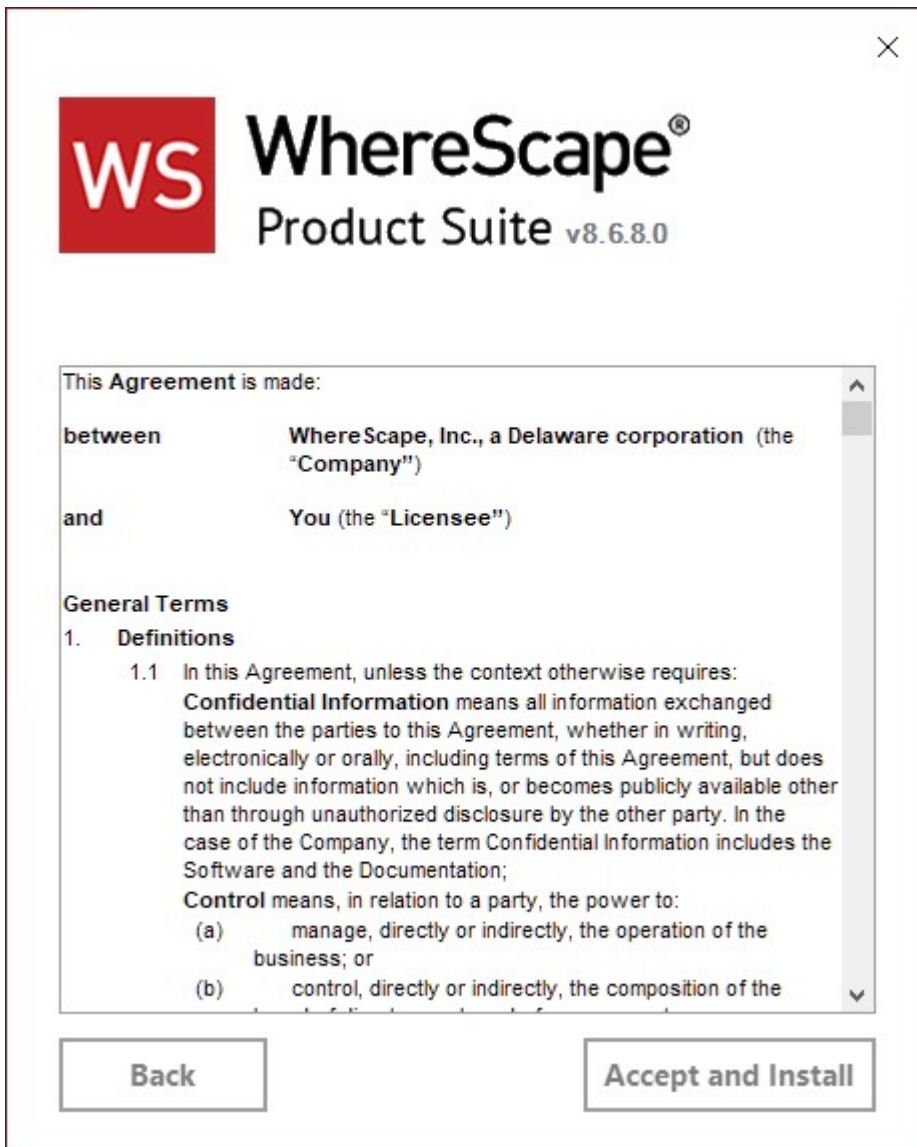 WS WhereScape®
Product Suite v8.6.8.0
This Agreement is made:
between WhereScape, Inc., a Delaware corporation (the
“Company”)
and You (the “Licensee”)
General Terms
1. Definitions
1.1 In this Agreement, unless the context otherwise requires:
Confidential Information means all information exchanged
between the parties to this Agreement, whether in writing,
electronically or orally, including terms of this Agreement, but does
not include information which is, or becomes publicly available other
than through unauthorized disclosure by the other party. In the
case of the Company, the term Confidential Information includes the
Software and the Documentation;
Control means, in relation to a party, the power to:
(a) manage, directly or indirectly, the operation of the
business; or
(b) control, directly or indirectly, the composition of the
Back Accept and Install